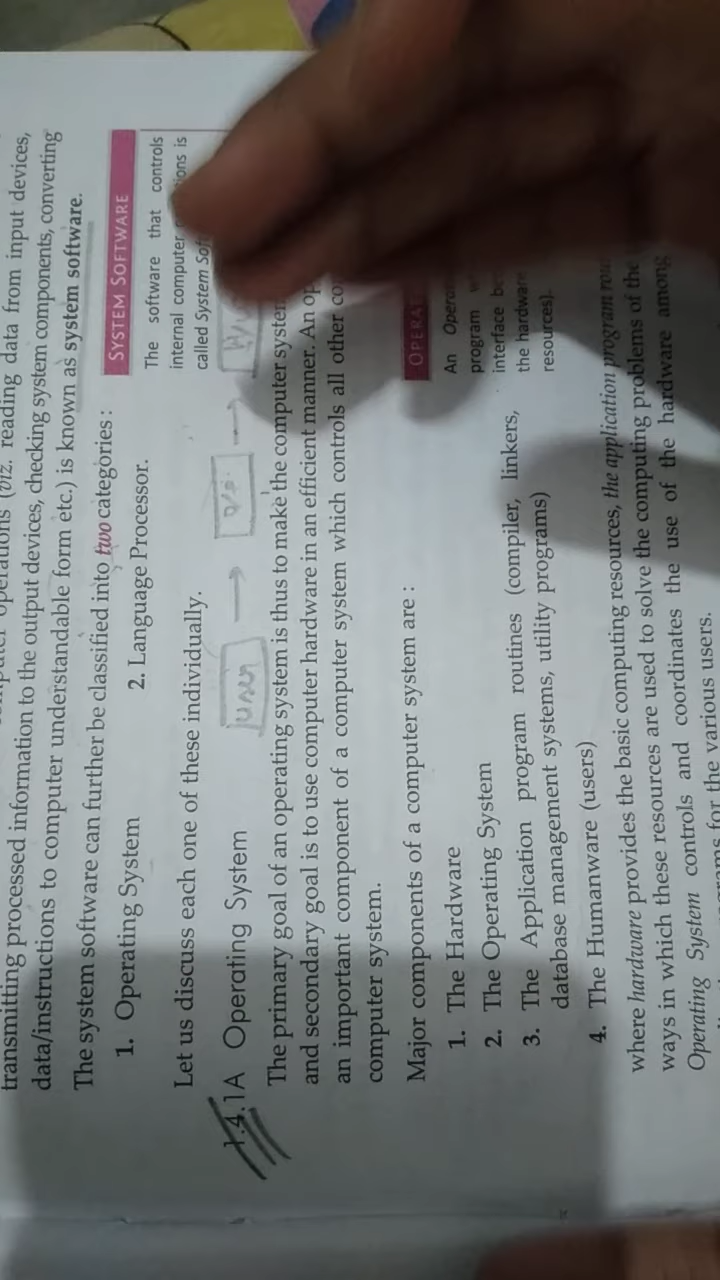 operations (viz. reading data from input devices,
transmitting processed information to the output devices, checking system components, converting
data/instructions to computer understandable form etc.) is known as system software.
The system software can further be classified into two categories :
1. Operating System
2. Language Processor.
Let us discuss each one of these individually.
SYSTEM SOFTWARE
The software that controls
internal computer is
called System
1.4.1A Operating System
user → O/S →
The primary goal of an operating system is thus to make the computer system
and secondary goal is to use computer hardware in an efficient manner. An
an important component of a computer system which controls all other
computer system.
Major components of a computer system are :
1. The Hardware
2. The Operating System
3. The Application program routines (compiler, linkers,
database management systems, utility programs)
4. The Humanware (users)
An
program
interface
the hardware
resources).
where hardware provides the basic computing resources, the application program
ways in which these resources are used to solve the computing problems of the
Operating System controls and coordinates the use of the hardware among
for the various users.